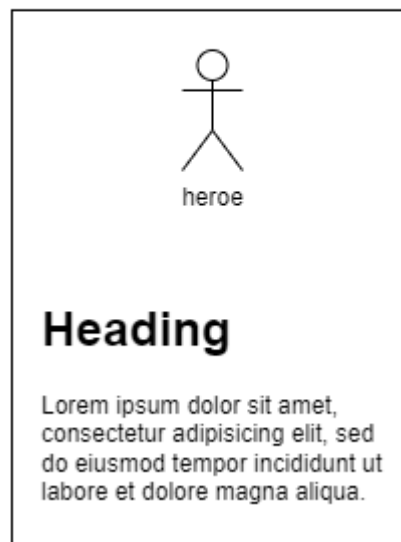 heroe
Heading
Lorem ipsum dolor sit amet,
consectetur adipisicing elit, sed
do eiusmod tempor incididunt ut
labore et dolore magna aliqua.